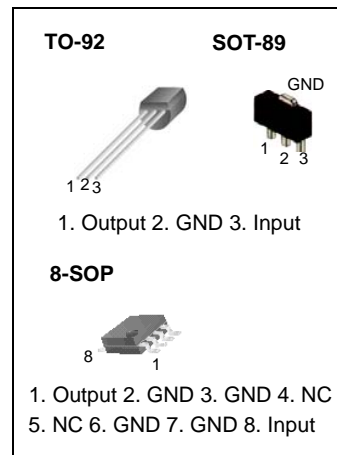 TO-92 SOT-89
GND
1 2 3
1 2 3
1. Output 2. GND 3. Input
8-SOP
8 1
1. Output 2. GND 3. GND 4. NC
5. NC 6. GND 7. GND 8. Input